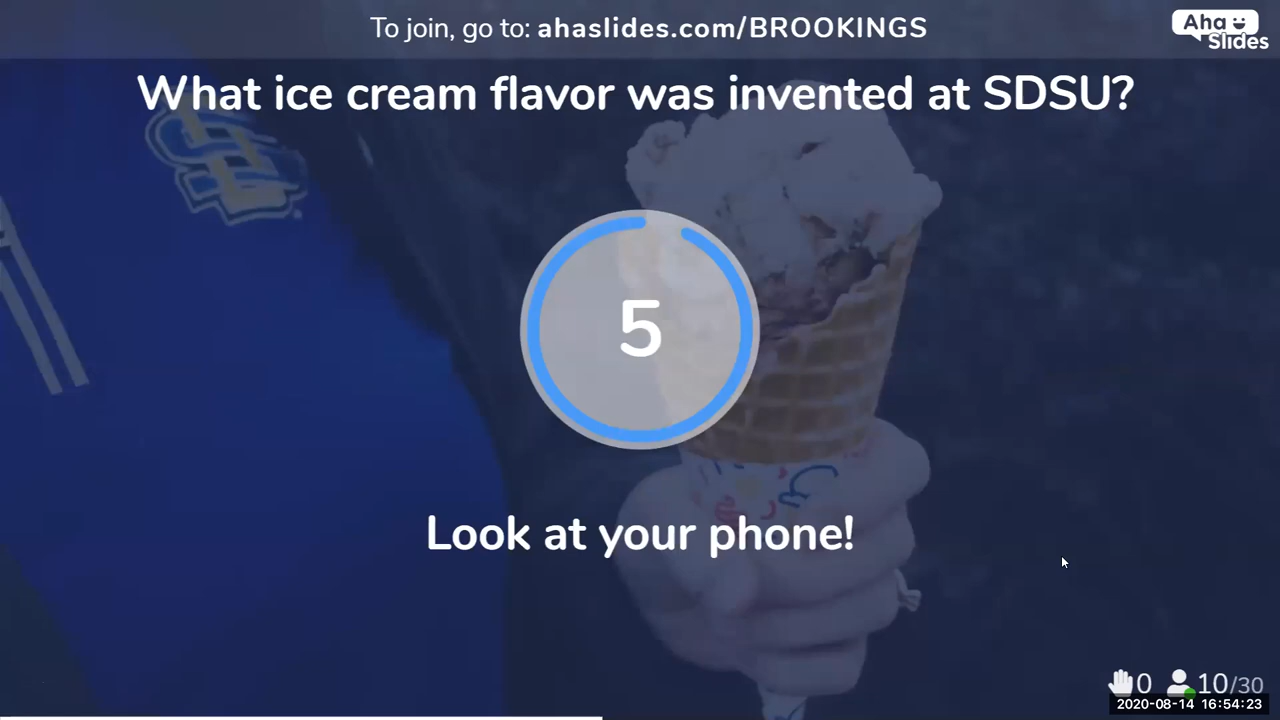 To join, go to: ahaslides.com/BROOKINGS
Aha
Slides
What ice cream flavor was invented at SDSU?
5
Look at your phone!
0 10/30
2020-08-14 16:54:23